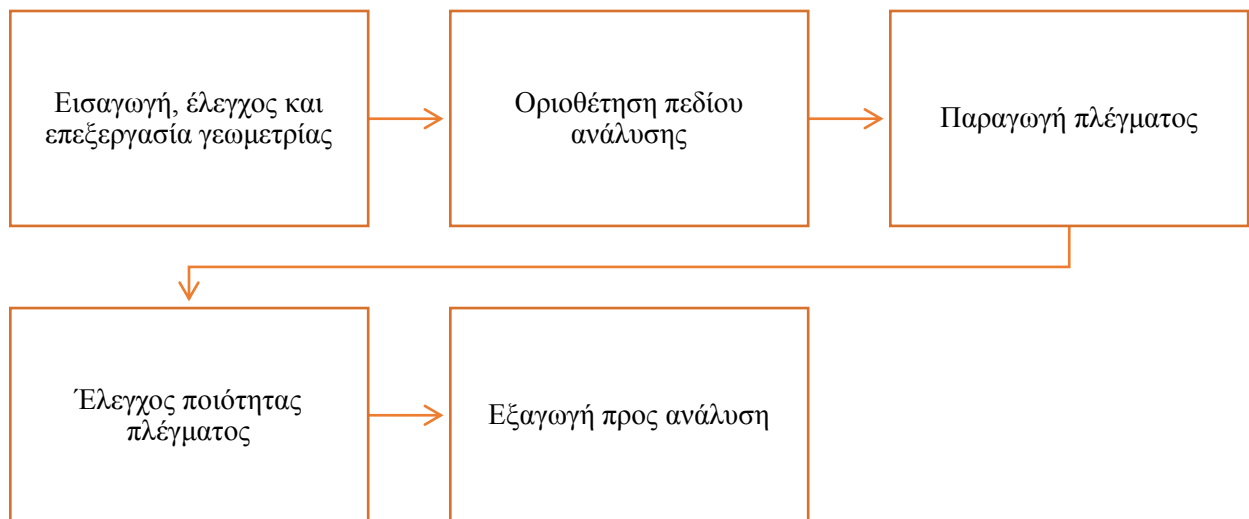 Εισαγωγή, έλεγχος και
επεξεργασία γεωμετρίας
Οριοθέτηση πεδίου
ανάλυσης
Παραγωγή πλέγματος
Έλεγχος ποιότητας
πλέγματος
Εξαγωγή προς ανάλυση